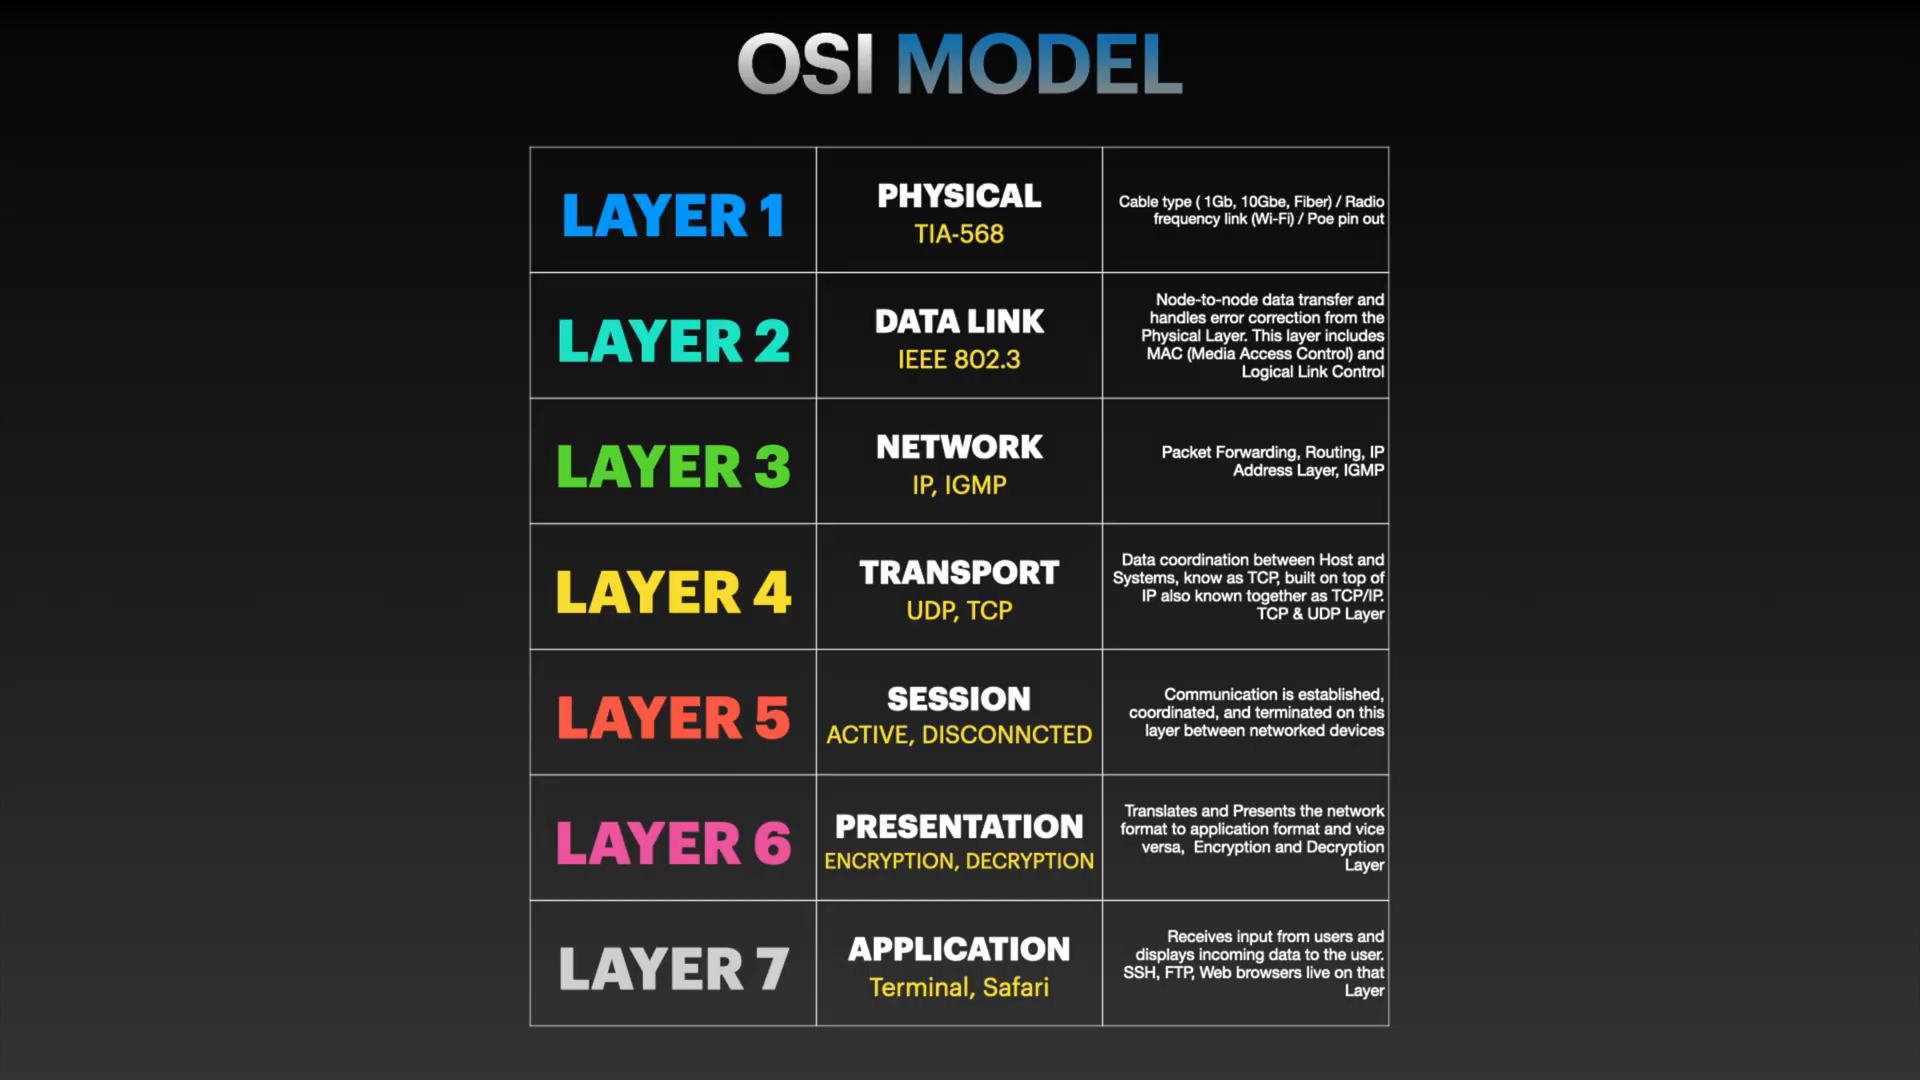 OSI MODEL
LAYER 1
PHYSICAL
TIA-568
Cable type ( 1Gb, 10Gbe, Fiber) / Radio
frequency link (Wi-Fi) / Poe pin out
LAYER 2
DATA LINK
IEEE 802.3
Node-to-node data transfer and
handles error correction from the
Physical Layer. This layer includes
MAC (Media Access Control) and
Logical Link Control
LAYER 3
NETWORK
IP, IGMP
Packet Forwarding, Routing, IP
Address Layer, IGMP
LAYER 4
TRANSPORT
UDP, TCP
Data coordination between Host and
Systems, know as TCP, built on top of
IP also known together as TCP/IP.
TCP & UDP Layer
LAYER 5
SESSION
ACTIVE, DISCONNCTED
Communication is established,
coordinated, and terminated on this
layer between networked devices
LAYER 6
PRESENTATION
ENCRYPTION, DECRYPTION
Translates and Presents the network
format to application format and vice
versa, Encryption and Decryption
Layer
LAYER 7
APPLICATION
Terminal, Safari
Receives input from users and
displays incoming data to the user.
SSH, FTP, Web browsers live on that
Layer